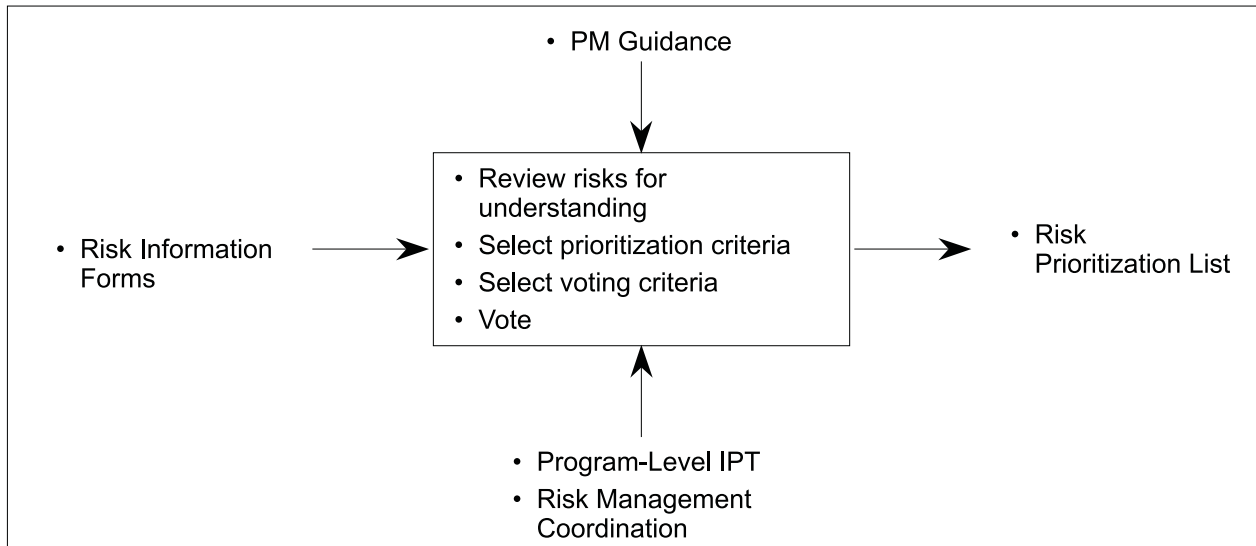 • PM Guidance
• Review risks for
understanding
• Select prioritization criteria
• Select voting criteria
• Vote
• Risk Information
Forms
• Risk
Prioritization List
• Program-Level IPT
• Risk Management
Coordination